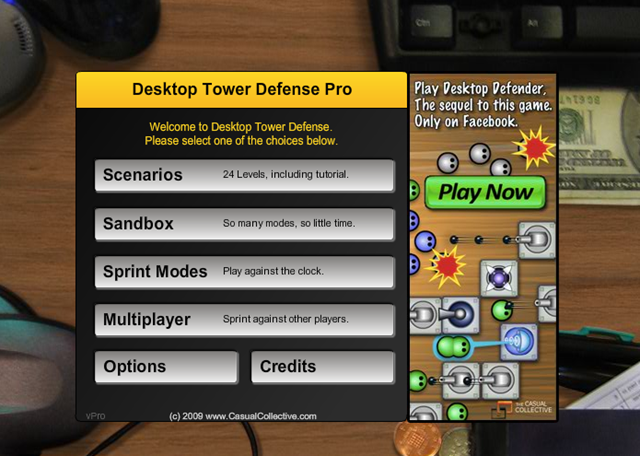 Ctrl
Alt
Desktop Tower Defense Pro
Welcome to Desktop Tower Defense.
Please select one of the choices below.
Scenarios 24 Levels, including tutorial.
Sandbox So many modes, so little time.
Sprint Modes Play against the clock.
Multiplayer Sprint against other players.
Options Credits
vPro (c) 2009 www.CasualCollective.com
Play Desktop Defender,
The sequel to this game.
Only on Facebook.
Play Now
THE CASUAL
COLLECTIVE